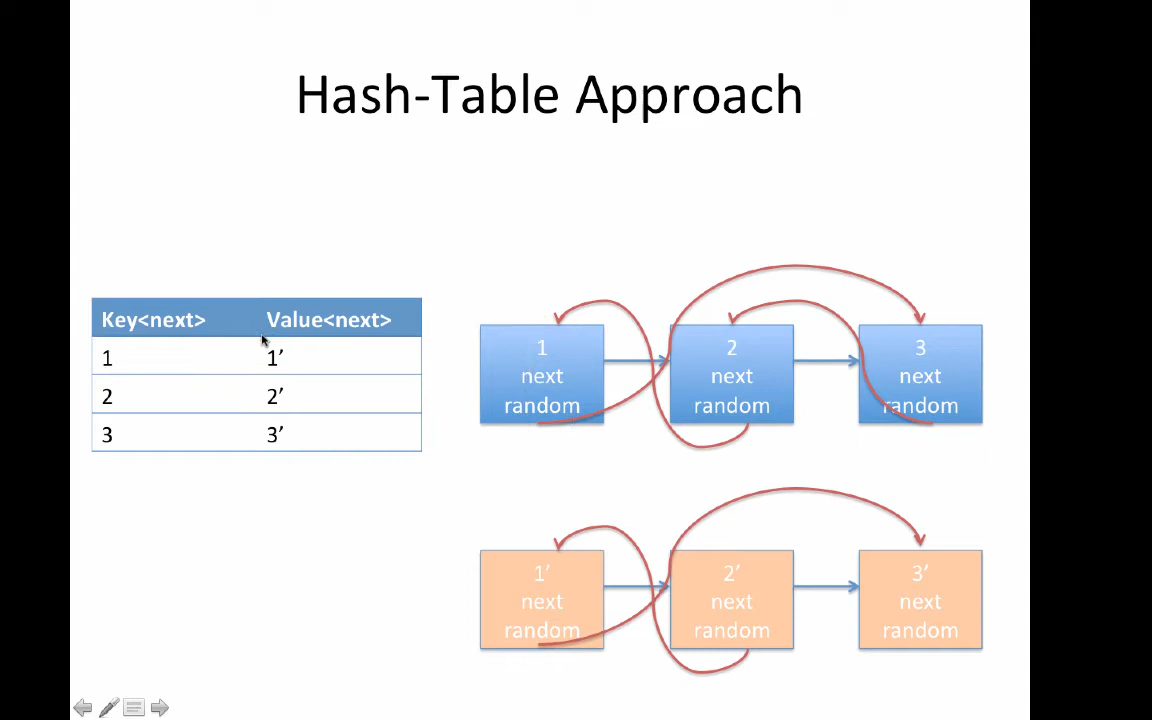 Hash-Table Approach
Key<next> Value<next>
1 1′
2 2′
3 3′
1
next
random
2
next
random
3
next
random
1′
next
random
2′
next
random
3′
next
random